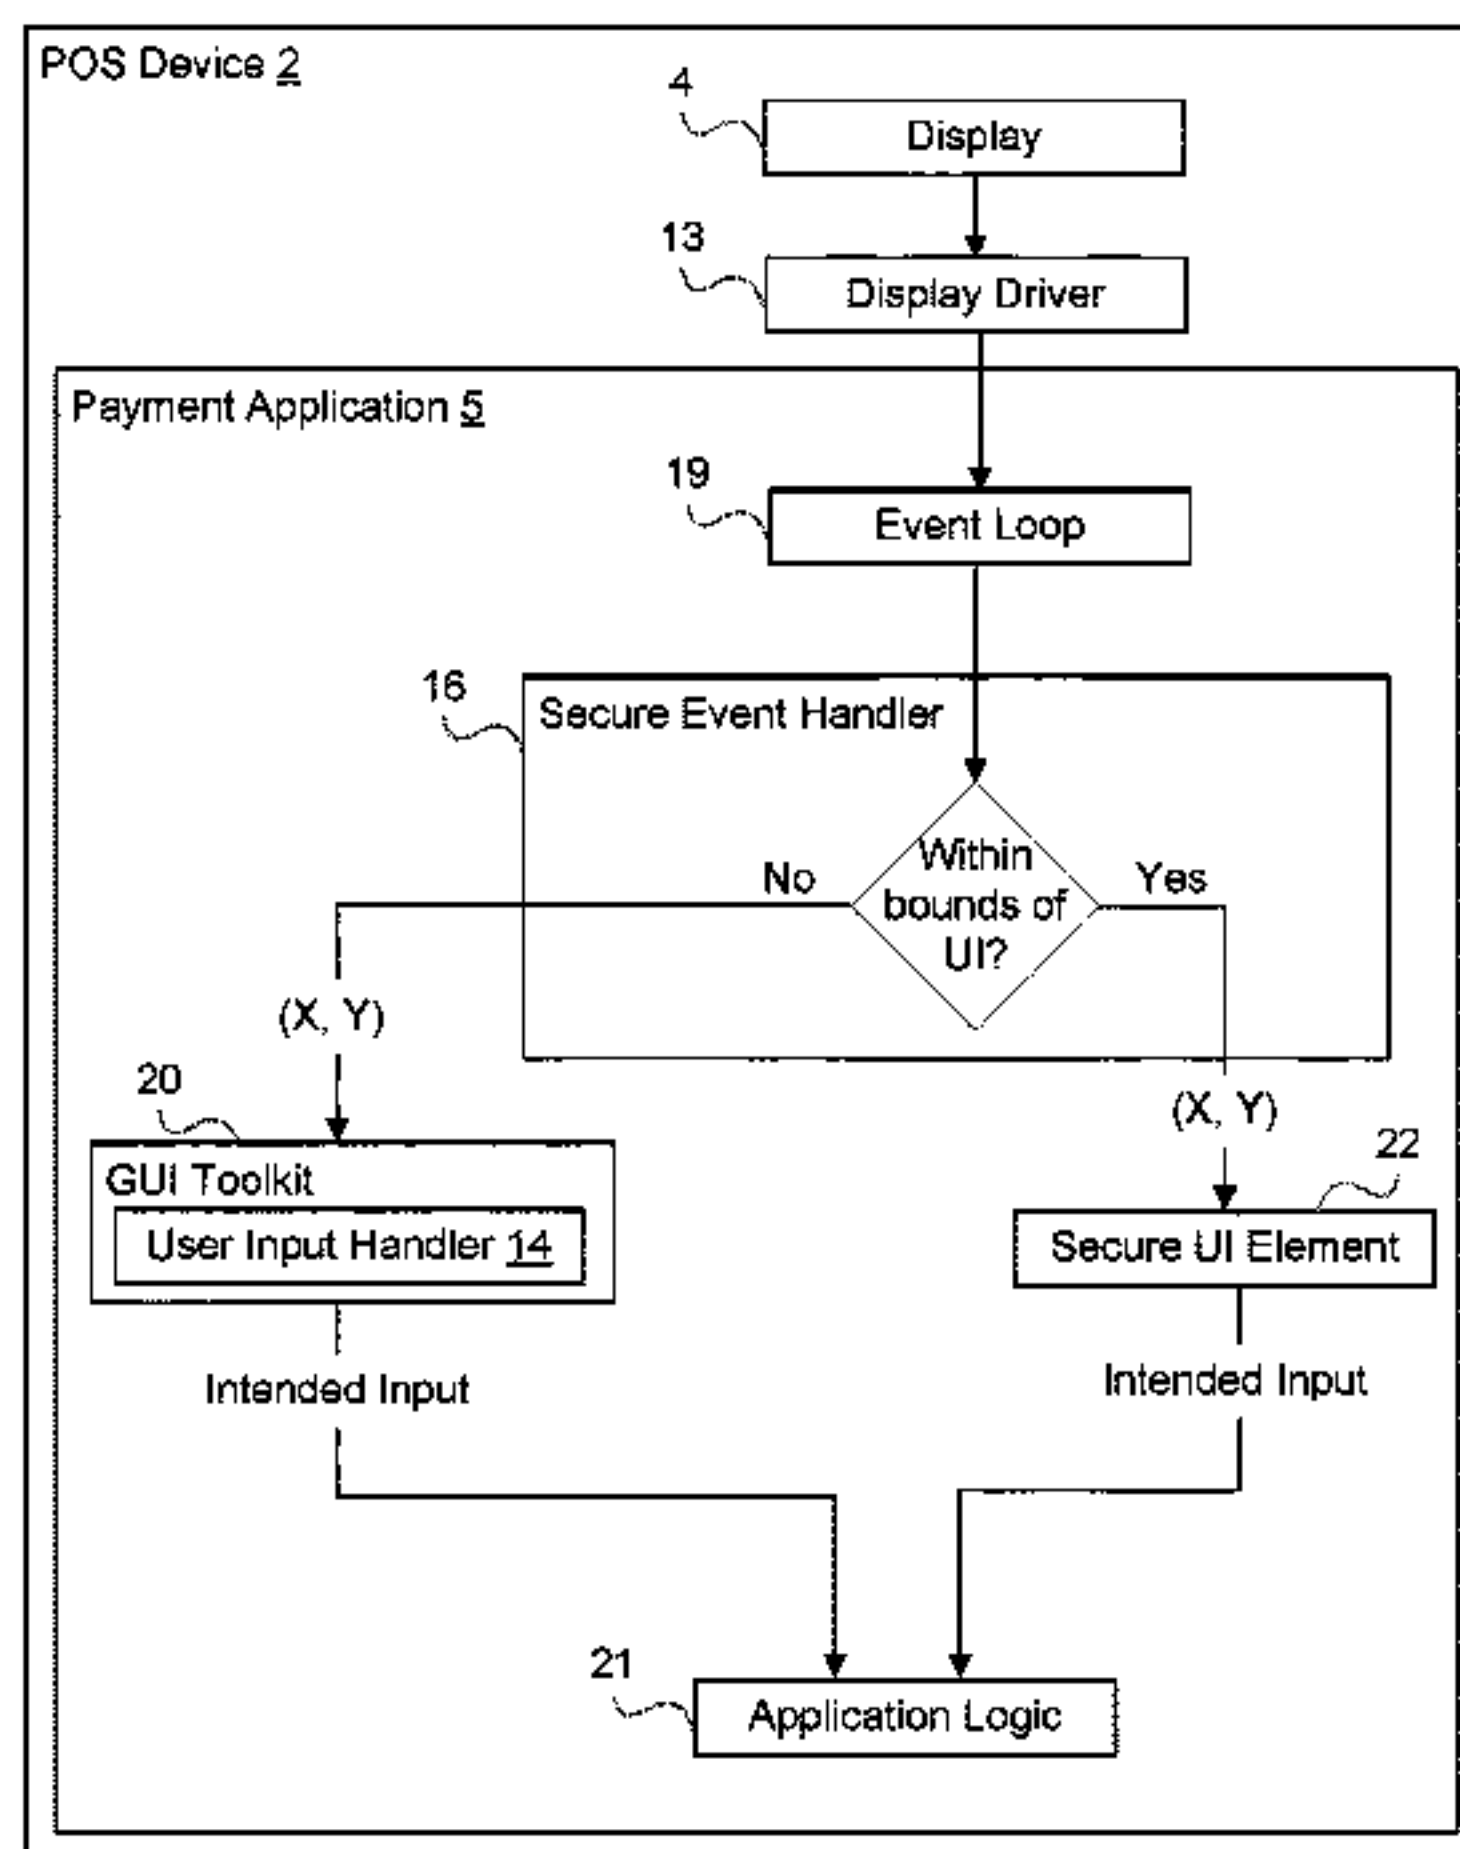 POS Device 2
4
Display
13
Display Driver
Payment Application 5
19
Event Loop
16
Secure Event Handler
Within
bounds of
UI?
No
Yes
(X, Y)
(X, Y)
20
GUI Toolkit
User Input Handler 14
22
Secure UI Element
Intended Input
Intended Input
21
Application Logic